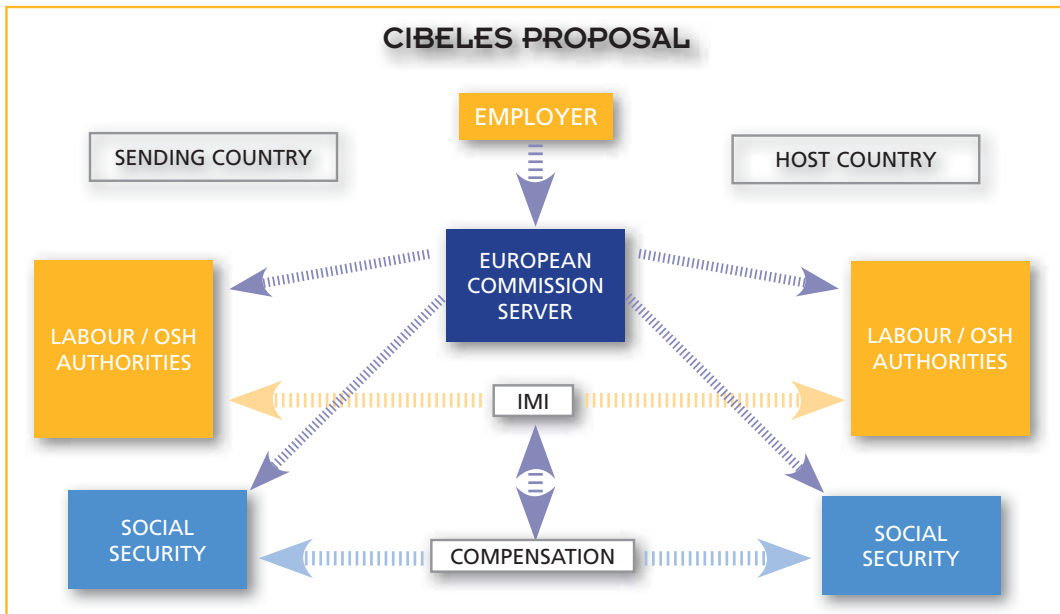 CIBELES PROPOSAL
EMPLOYER
SENDING COUNTRY
HOST COUNTRY
EUROPEAN
COMMISSION
SERVER
LABOUR / OSH
AUTHORITIES
LABOUR / OSH
AUTHORITIES
IMI
SOCIAL
SECURITY
COMPENSATION
SOCIAL
SECURITY